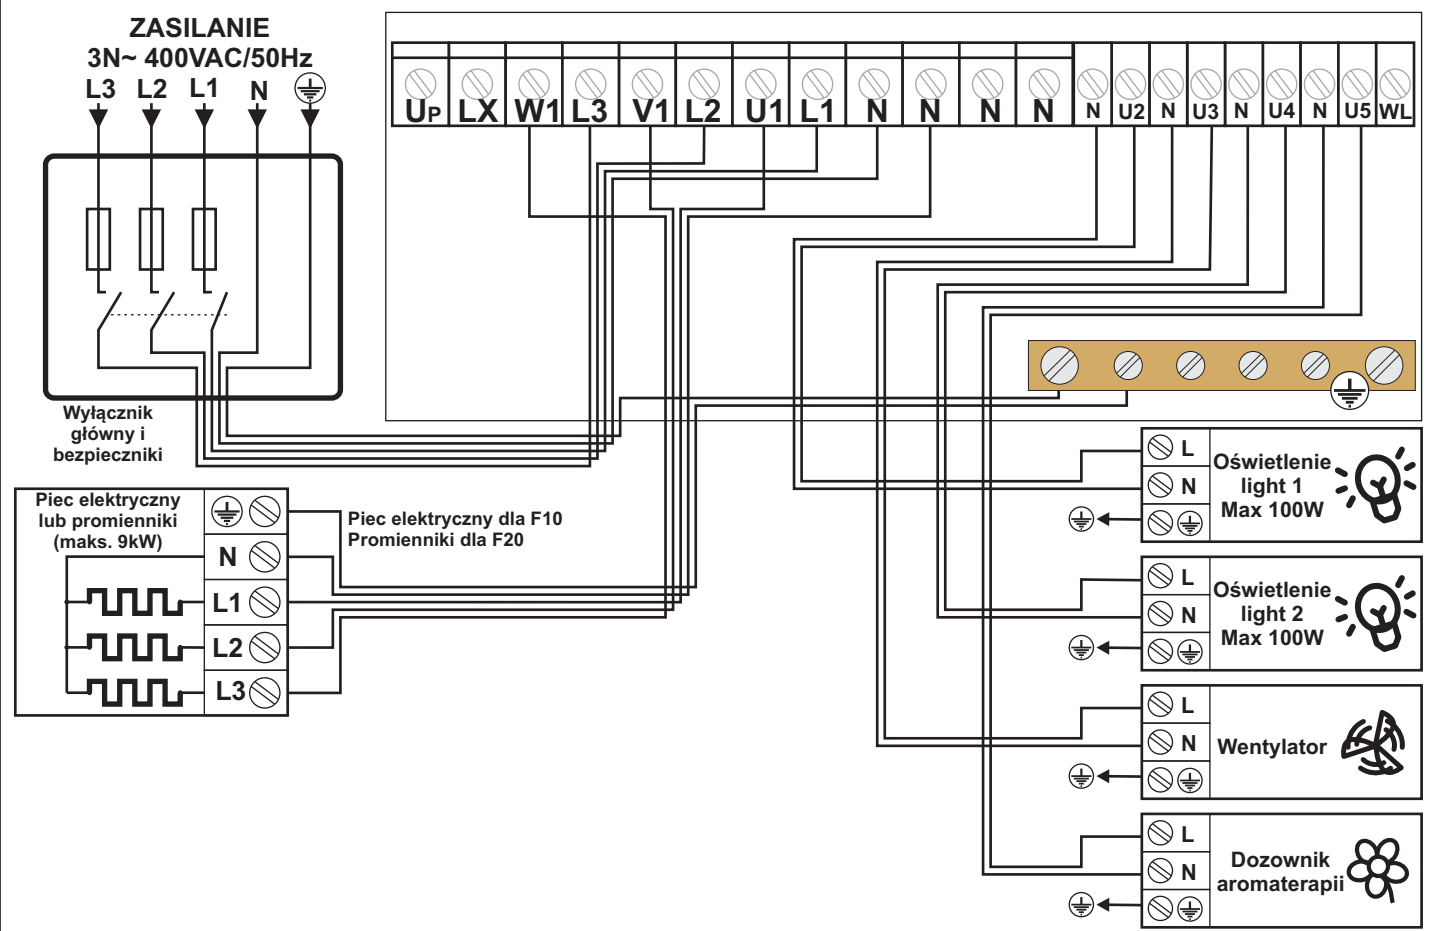 ZASILANIE
3N~ 400VAC/50Hz
L3 L2 L1 N
UP LX W1 L3 V1 L2 U1 L1 N N N N N U2 N U3 N U4 N U5 WL
Wyłącznik
główny i
bezpieczniki
Piec elektryczny
lub promienniki
(maks. 9kW)
N
L1
L2
L3
Piec elektryczny dla F10
Promienniki dla F20
L
N
Oświetlenie
light 1
Max 100W
L
N
Oświetlenie
light 2
Max 100W
L
N
Wentylator
L
N
Dozownik
aromaterapii